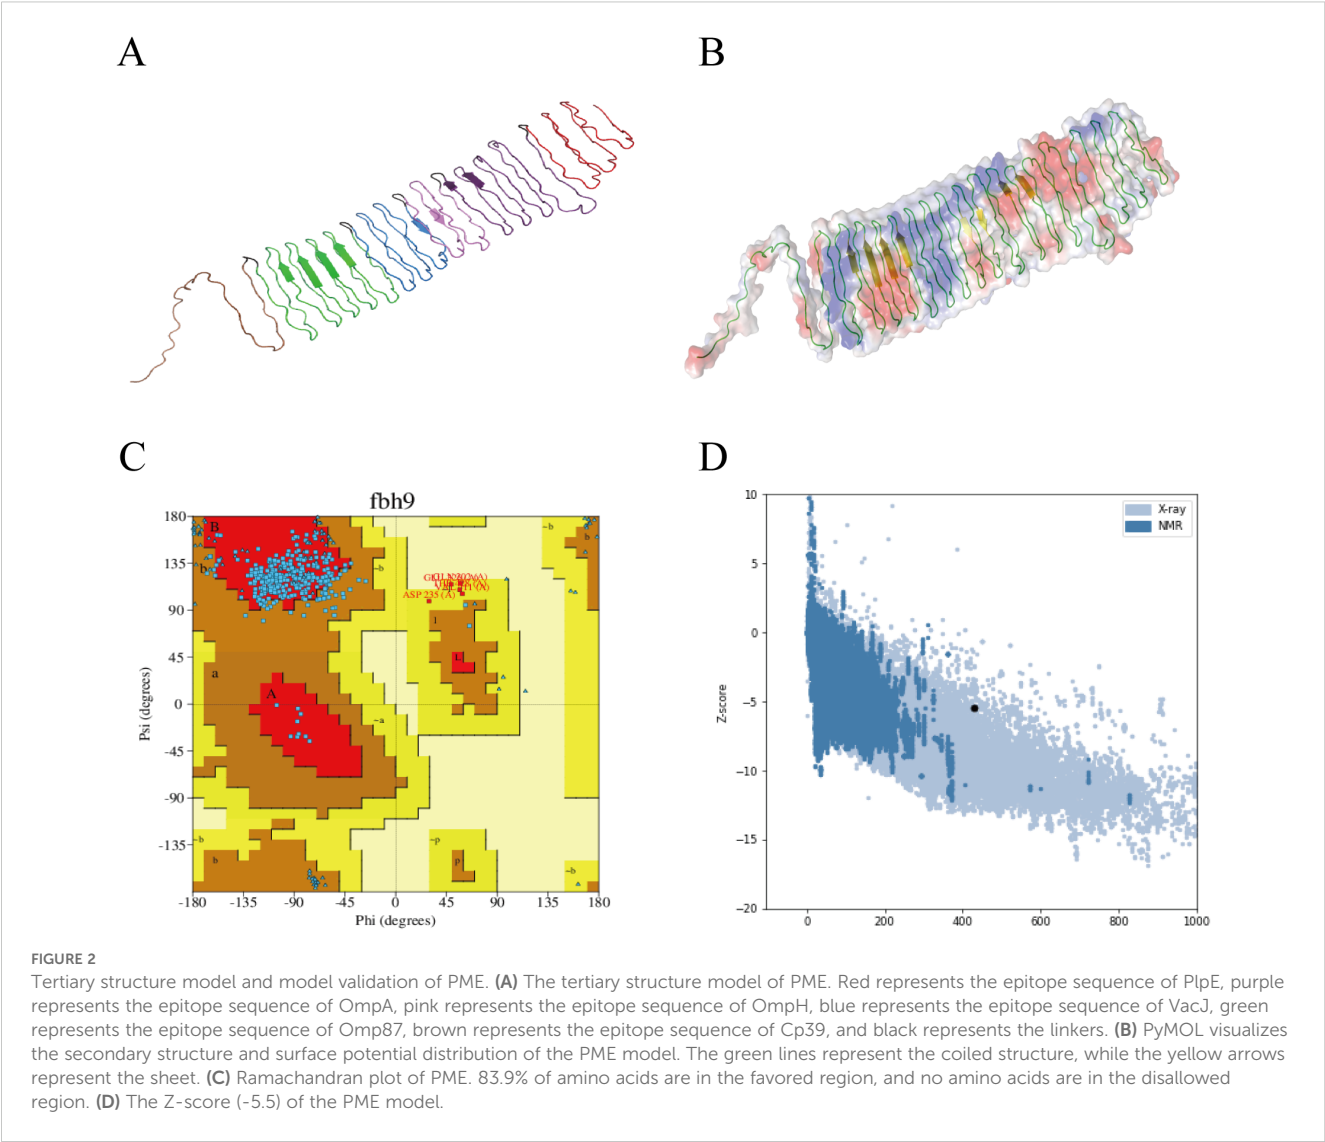 A
B
C
D
fbh9
180
135
90
45
0
-45
-90
-135
-180 -135 -90 -45 0 45 90 135 180
Psi (degrees)
Phi (degrees)
B
b
~b
a
A
~a
l
L
~b
b
~b
b
~p
p
~b
ASP 235 (A)
10
5
0
−5
−10
−15
−20
0 200 400 600 800 1000
Z-score
X-ray
NMR
FIGURE 2
Tertiary structure model and model validation of PME. (A) The tertiary structure model of PME. Red represents the epitope sequence of PlpE, purple
represents the epitope sequence of OmpA, pink represents the epitope sequence of OmpH, blue represents the epitope sequence of VacJ, green
represents the epitope sequence of Omp87, brown represents the epitope sequence of Cp39, and black represents the linkers. (B) PyMOL visualizes
the secondary structure and surface potential distribution of the PME model. The green lines represent the coiled structure, while the yellow arrows
represent the sheet. (C) Ramachandran plot of PME. 83.9% of amino acids are in the favored region, and no amino acids are in the disallowed
region. (D) The Z-score (-5.5) of the PME model.